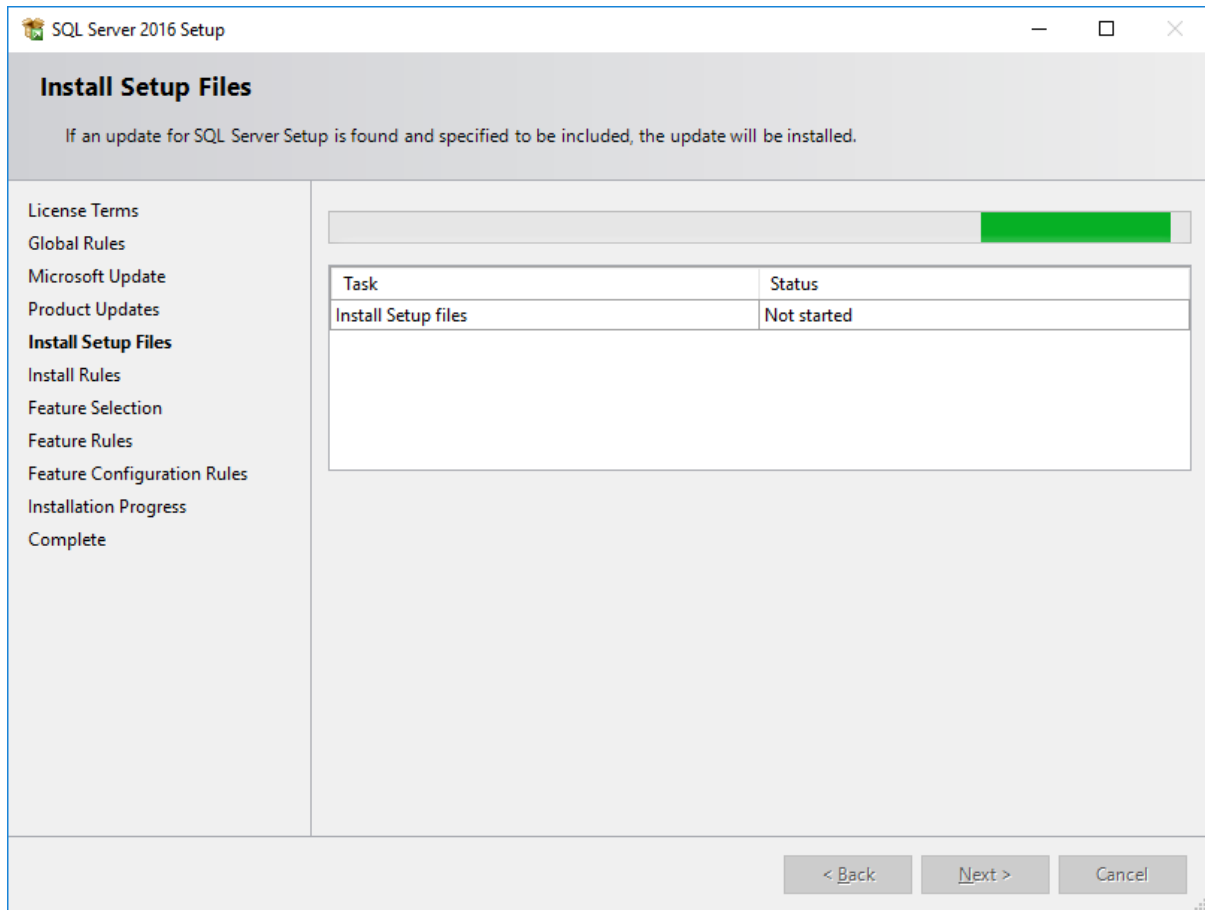 SQL Server 2016 Setup
Install Setup Files
If an update for SQL Server Setup is found and specified to be included, the update will be installed.
License Terms
Global Rules
Microsoft Update
Product Updates
Install Setup Files
Install Rules
Feature Selection
Feature Rules
Feature Configuration Rules
Installation Progress
Complete
Task Status
Install Setup files Not started
< Back Next > Cancel